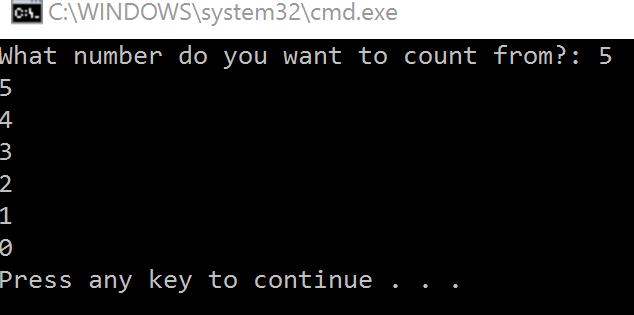 C:\WINDOWS\system32\cmd.exe
What number do you want to count from?: 5
5
4
3
2
1
0
Press any key to continue . . .